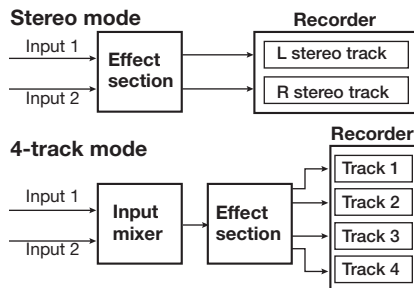 Stereo mode
Recorder
Input 1
Input 2
Effect
section
L stereo track
R stereo track
4-track mode
Recorder
Input 1
Input 2
Input
mixer
Effect
section
Track 1
Track 2
Track 3
Track 4